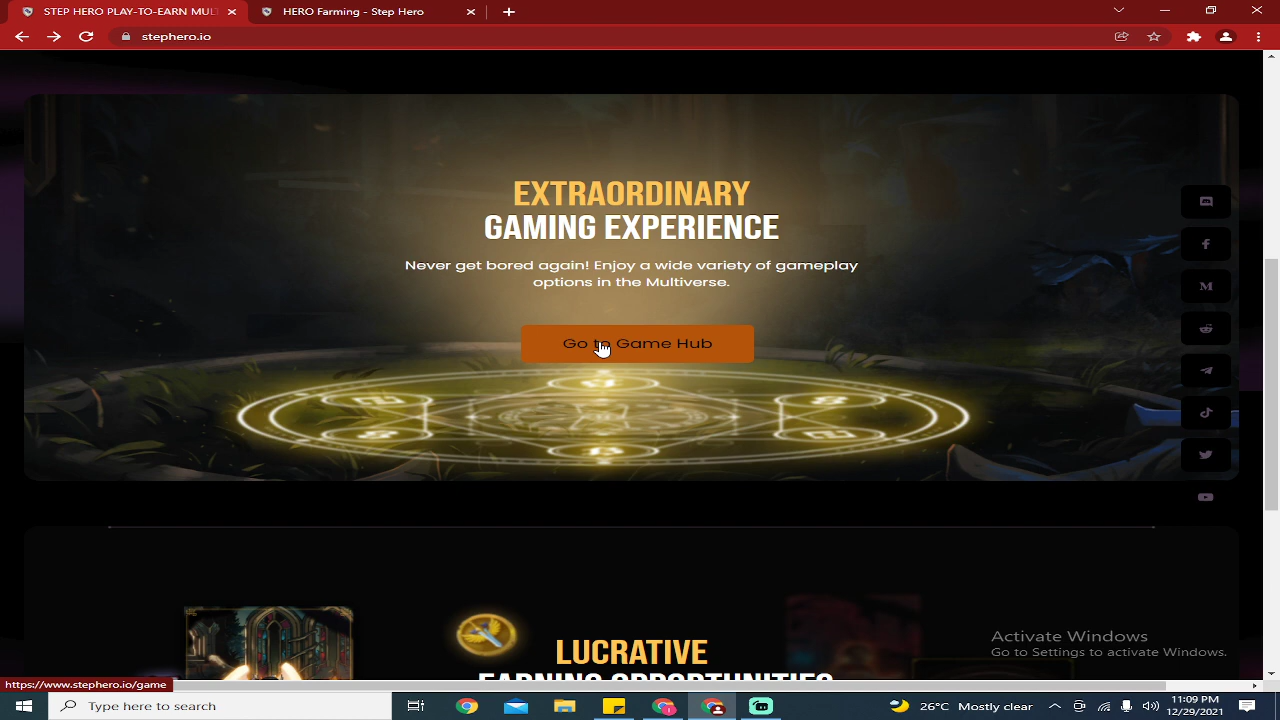 STEP HERO PLAY-TO-EARN MUL
HERO Farming - Step Hero
stephero.io
EXTRAORDINARY
GAMING EXPERIENCE
Never get bored again! Enjoy a wide variety of gameplay
options in the Multiverse.
Go to Game Hub
LUCRATIVE
EARNING OPPORTUNITIES
Activate Windows
Go to Settings to activate Windows.
https://www.stephero.io/game
Type here to search
26°C Mostly clear
11:09 PM
12/29/2021